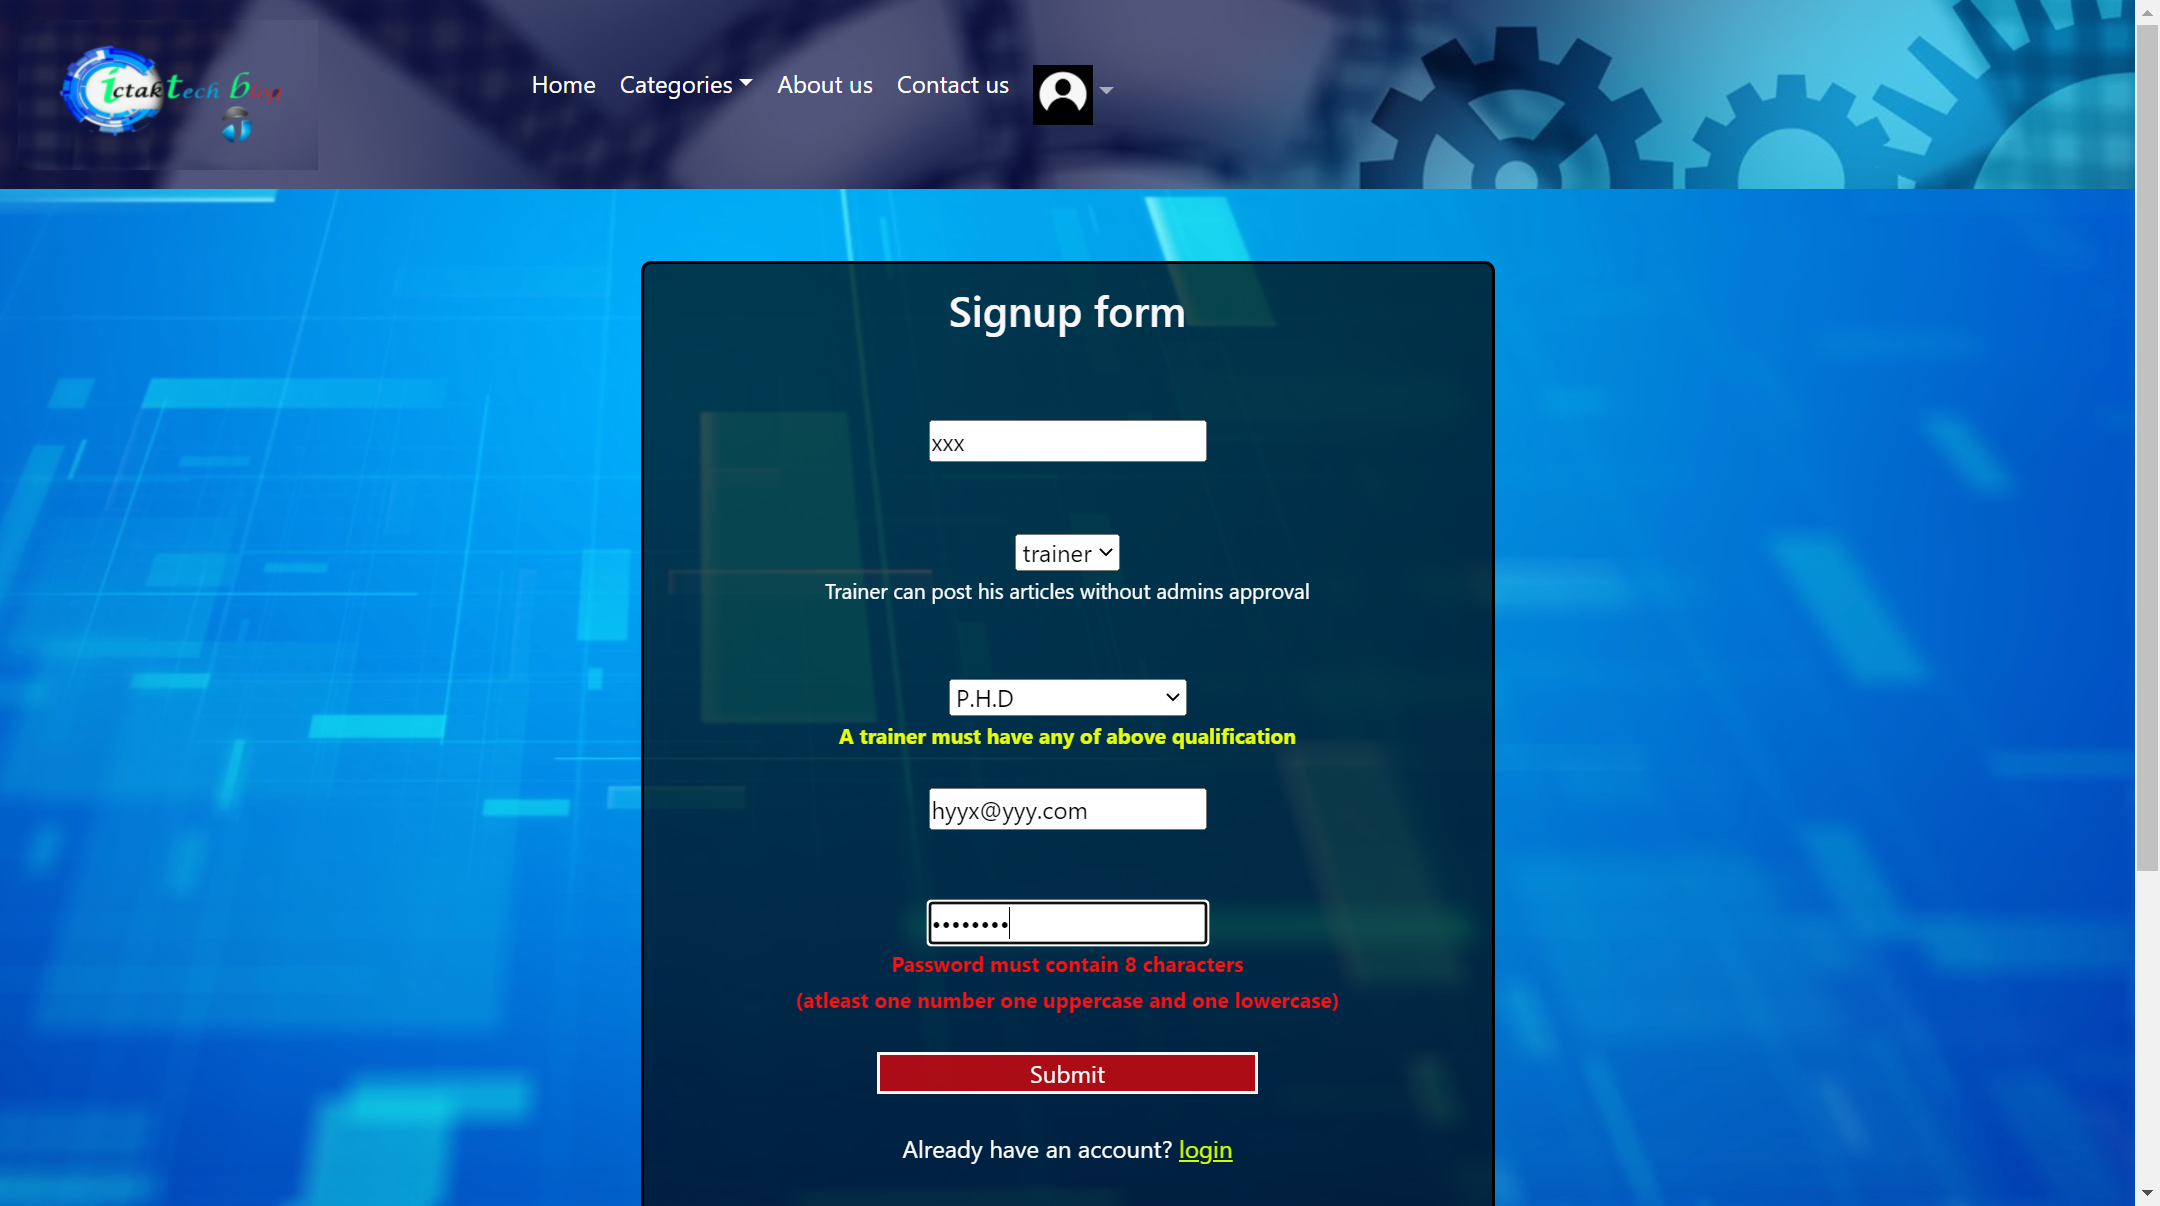 ictaktech blog
Home Categories About us Contact us
Signup form
xxx
trainer
Trainer can post his articles without admins approval
P.H.D
A trainer must have any of above qualification
hyyx@yyy.com
Password must contain 8 characters
(atleast one number one uppercase and one lowercase)
Submit
Already have an account? login